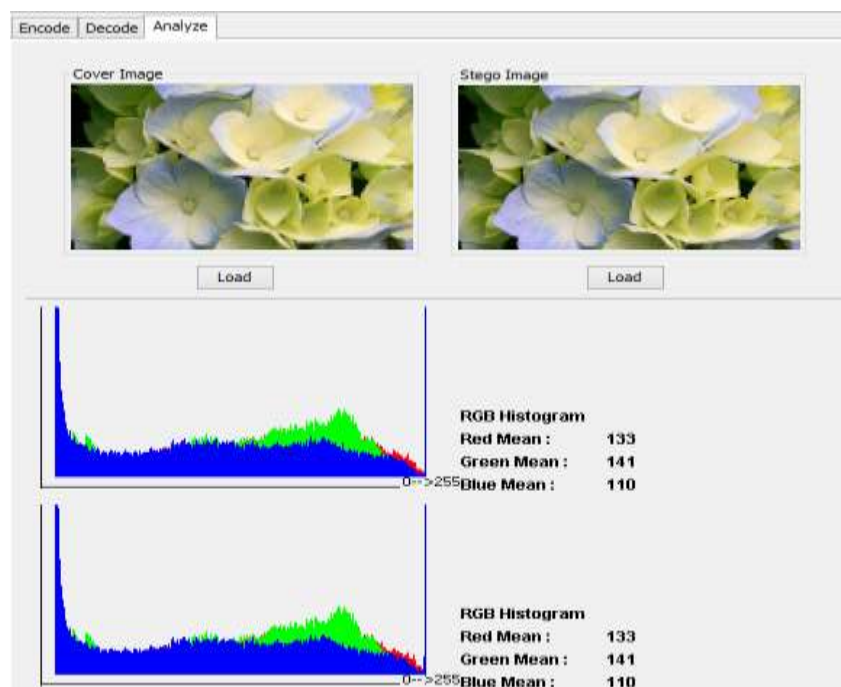 Encode Decode Analyze
Cover Image
Stego Image
Load
Load
RGB Histogram
Red Mean : 133
Green Mean : 141
Blue Mean : 110
0-->255
RGB Histogram
Red Mean : 133
Green Mean : 141
Blue Mean : 110
0-->255